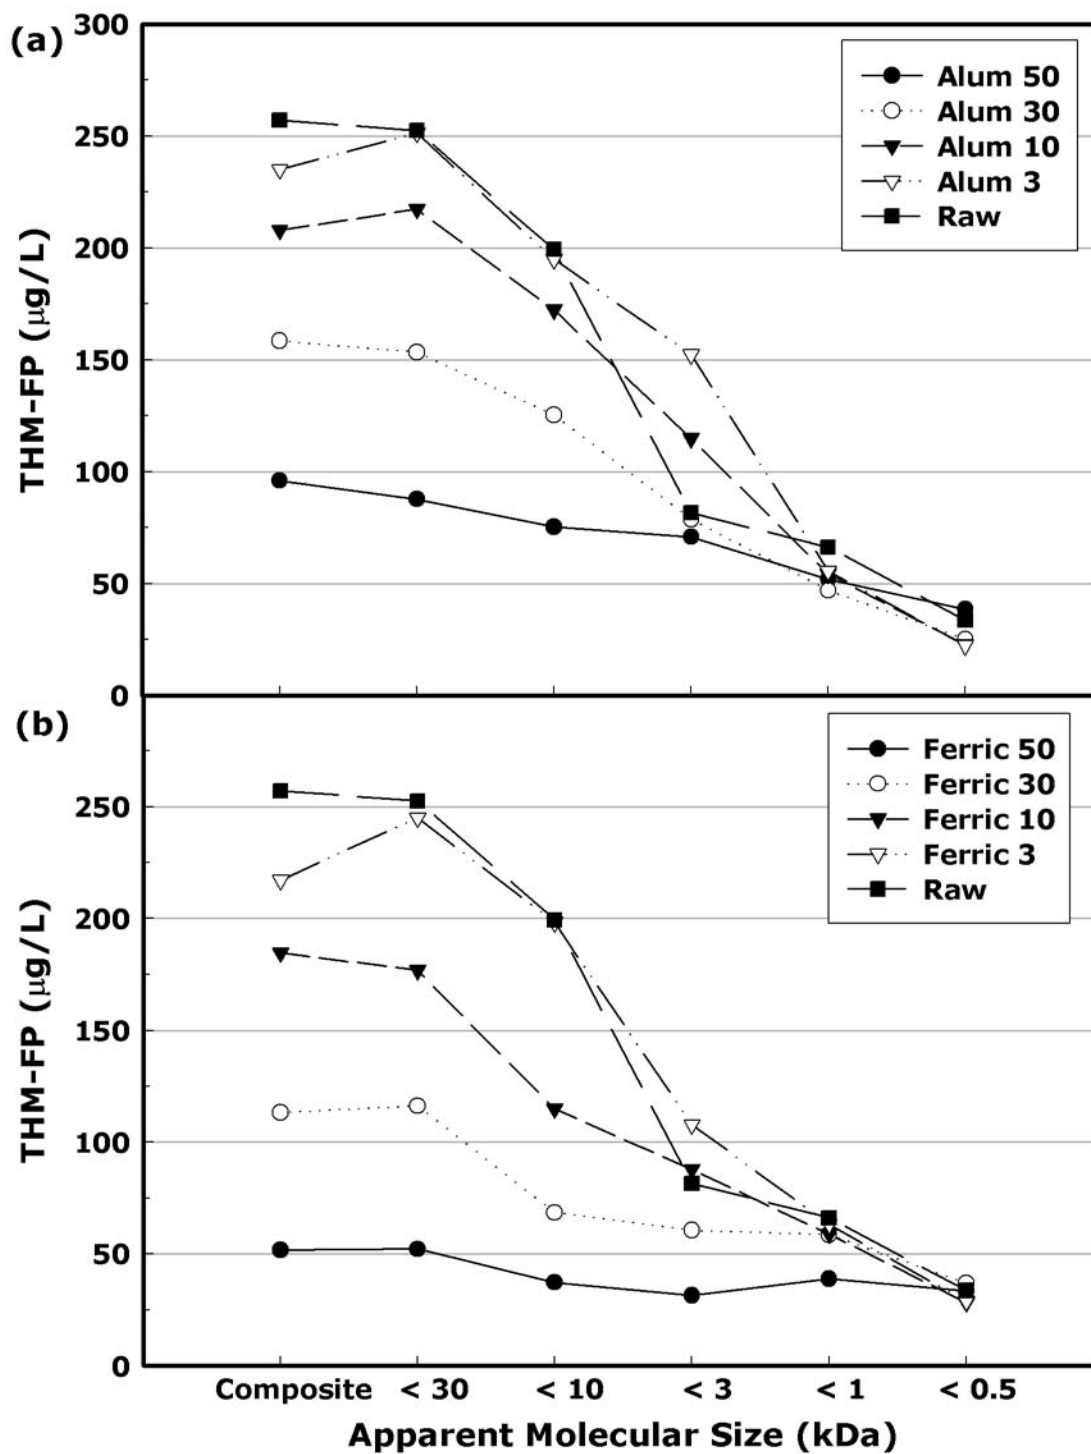 (a)
300
250
200
150
100
50
0
THM-FP (μg/L)
Alum 50
Alum 30
Alum 10
Alum 3
Raw
(b)
250
200
150
100
50
0
THM-FP (μg/L)
Ferric 50
Ferric 30
Ferric 10
Ferric 3
Raw
Composite < 30 < 10 < 3 < 1 < 0.5
Apparent Molecular Size (kDa)